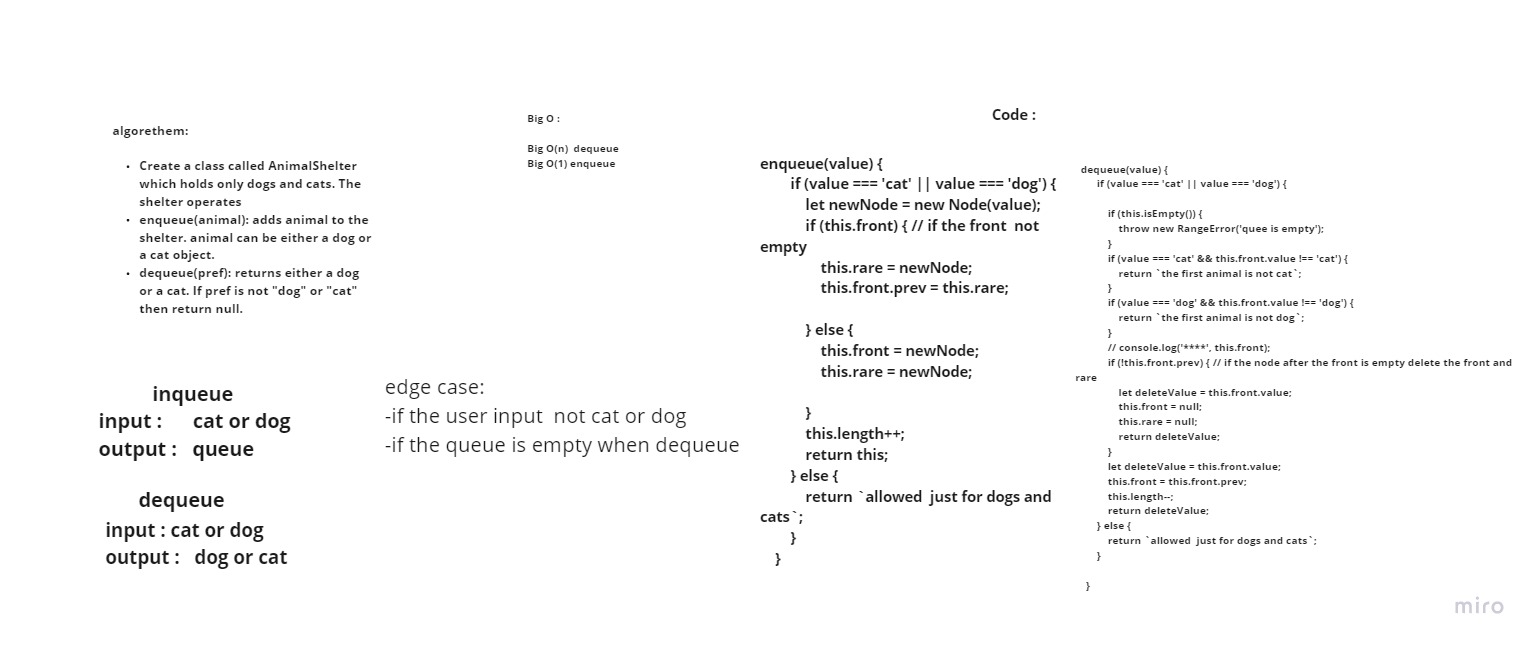 algorethem:
• Create a class called AnimalShelter
which holds only dogs and cats. The
shelter operates
• enqueue(animal): adds animal to the
shelter. animal can be either a dog or
a cat object.
• dequeue(pref): returns either a dog
or a cat. If pref is not "dog" or "cat"
then return null.
inqueue
input : cat or dog
output : queue
dequeue
input : cat or dog
output : dog or cat
Big O :
Big O(n) dequeue
Big O(1) enqueue
edge case:
-if the user input not cat or dog
-if the queue is empty when dequeue
Code :
enqueue(value) {
if (value === 'cat' || value === 'dog') {
let newNode = new Node(value);
if (this.front) { // if the front not
empty
this.rare = newNode;
this.front.prev = this.rare;
} else {
this.front = newNode;
this.rare = newNode;
}
this.length++;
return this;
} else {
return `allowed just for dogs and
cats`;
}
}
dequeue(value) {
if (value === 'cat' || value === 'dog') {
if (this.isEmpty()) {
throw new RangeError('quee is empty');
}
if (value === 'cat' && this.front.value !== 'cat') {
return `the first animal is not cat`;
}
if (value === 'dog' && this.front.value !== 'dog') {
return `the first animal is not dog`;
}
// console.log('****', this.front);
if (!this.front.prev) { // if the node after the front is empty delete the front and
rare
let deleteValue = this.front.value;
this.front = null;
this.rare = null;
return deleteValue;
}
let deleteValue = this.front.value;
this.front = this.front.prev;
this.length--;
return deleteValue;
} else {
return `allowed just for dogs and cats`;
}
}
miro